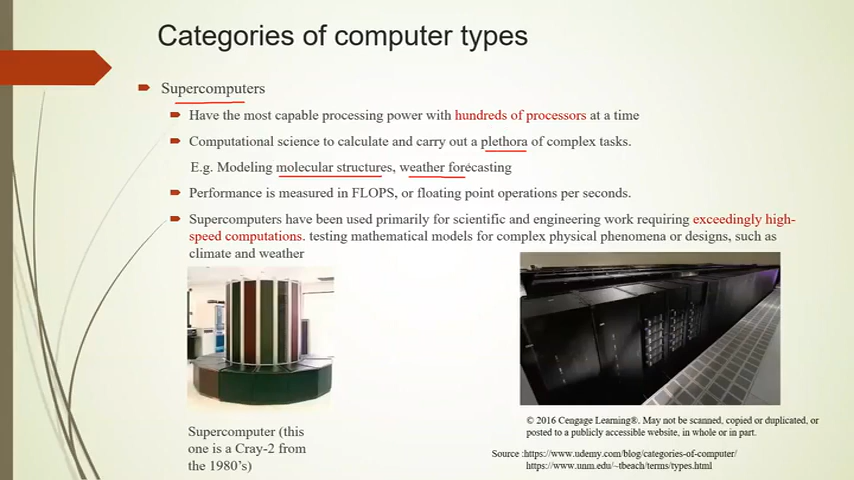 Categories of computer types
Supercomputers
Have the most capable processing power with hundreds of processors at a time
Computational science to calculate and carry out a plethora of complex tasks.
E.g. Modeling molecular structures, weather forecasting
Performance is measured in FLOPS, or floating point operations per seconds.
Supercomputers have been used primarily for scientific and engineering work requiring exceedingly high-
speed computations. testing mathematical models for complex physical phenomena or designs, such as
climate and weather
Supercomputer (this
one is a Cray-2 from
the 1980's)
© 2016 Cengage Learning®. May not be scanned, copied or duplicated, or
posted to a publicly accessible website, in whole or in part.
Source :https://www.udemy.com/blog/categories-of-computer/
https://www.unm.edu/~tbeach/terms/types.html